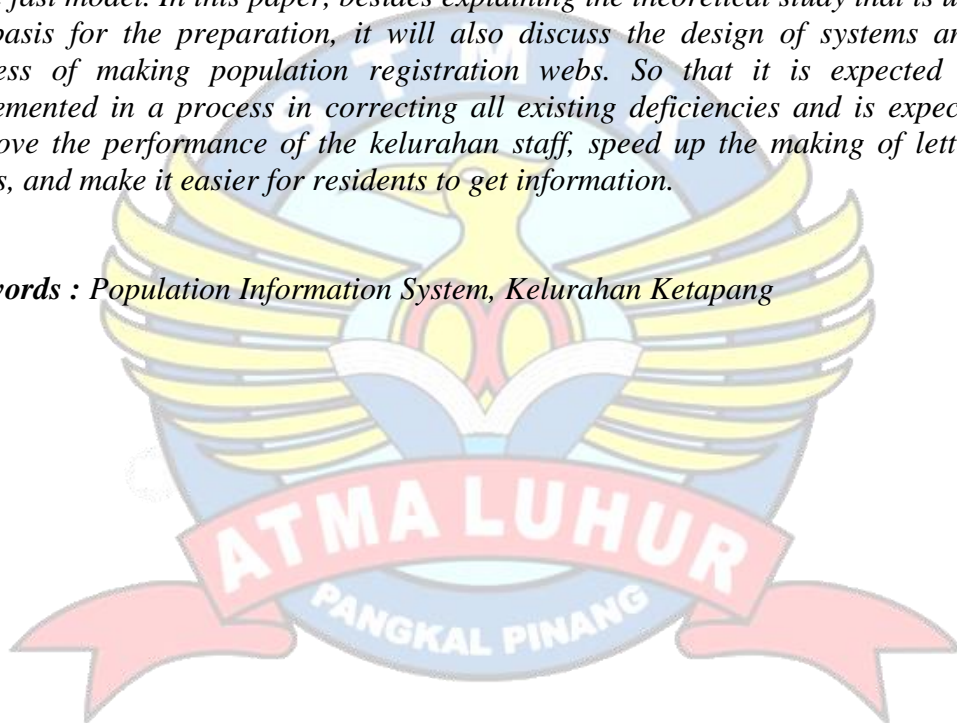 fast model. In this paper, besides explaining the theoretical study that is u
basis for the preparation, it will also discuss the design of systems an
ess of making population registration webs. So that it is expected
emented in a process in correcting all existing deficiencies and is expec
ove the performance of the kelurahan staff, speed up the making of lett
s, and make it easier for residents to get information.
ords : Population Information System, Kelurahan Ketapang
STMIK
ATMA LUHUR
PANGKAL PINANG